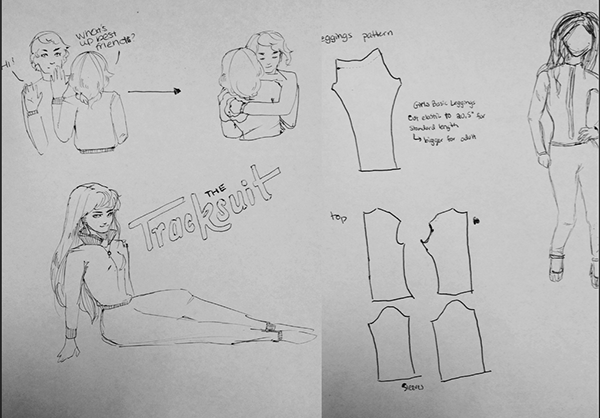 Hi!
What's
up best
friend?
THE
Tracksuit
eggings pattern
Girls Basic Leggings
Cut elastic to 20.5" for
standard length
↳ bigger for adult
top
Sleeves